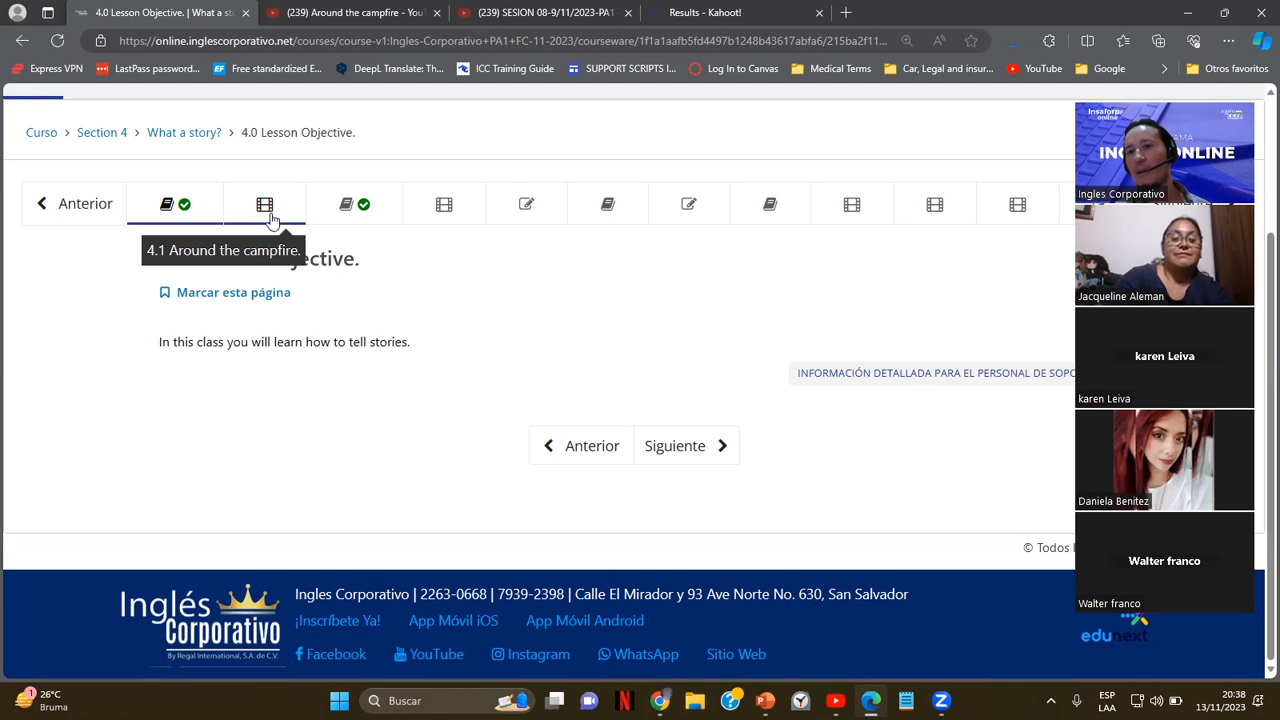 4.0 Lesson Objective. | What a s
(239) Around the campfire - You
(239) SESION 08-9/11/2023-PA1
Results - Kahoot!
https://online.inglescorporativo.net/courses/course-v1:Ingles-Corporativo+PA1+FC-11-2023/courseware/1f1a1aafb5fd4497b1248b43617abfa6/215ba2f11...
Express VPN
LastPass password...
Free standardized E...
DeepL Translate: Th...
ICC Training Guide
SUPPORT SCRIPTS I...
Log In to Canvas
Medical Terms
Cal Legal and insur...
YouTube
Google
Otros favoritos
Curso > Section 4 > What a story? > 4.0 Lesson Objective.
Anterior
4.1 Around the campfire.
jective.
Marcar esta página
In this class you will learn how to tell stories.
INFORMACIÓN DETALLADA PARA EL PERSONAL DE SOPO
Anterior
Siguiente
© Todos l
Inglés Corporativo
By Regal International, S.A. de C.V.
Ingles Corporativo | 2263-0668 | 7939-2398 | Calle El Mirador y 93 Ave Norte No. 630, San Salvador
¡Inscríbete Ya!
App Móvil iOS
App Móvil Android
Facebook
YouTube
Instagram
WhatsApp
Sitio Web
edunext
Insaforp
online
Ingles Corporativo
Jacqueline Aleman
karen Leiva
karen Leiva
Daniela Benitez
Walter franco
Walter franco
1
26°C
Bruma
Buscar
ESP
LAA
20:38
13/11/2023